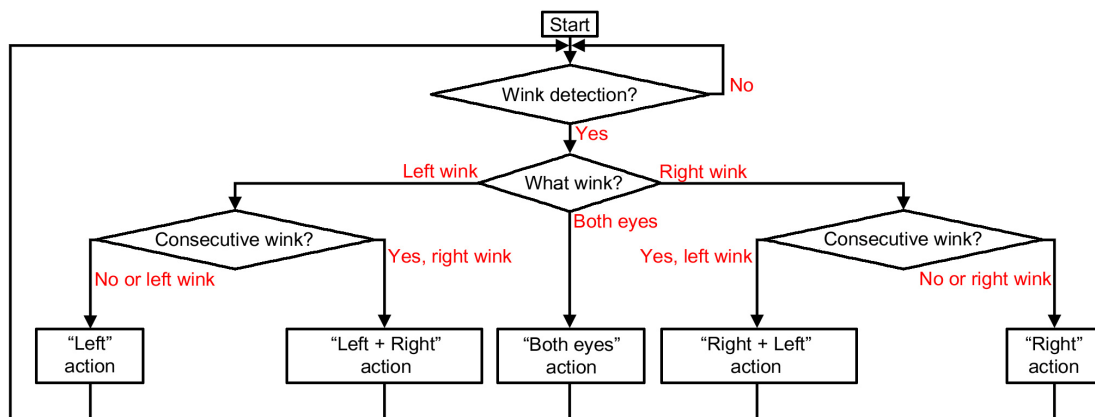 Start
Wink detection?
No
Yes
Left wink
What wink?
Right wink
Both eyes
Consecutive wink?
Consecutive wink?
Yes, right wink
Yes, left wink
No or left wink
No or right wink
“Left”
action
“Left + Right”
action
“Both eyes”
action
“Right + Left”
action
“Right”
action